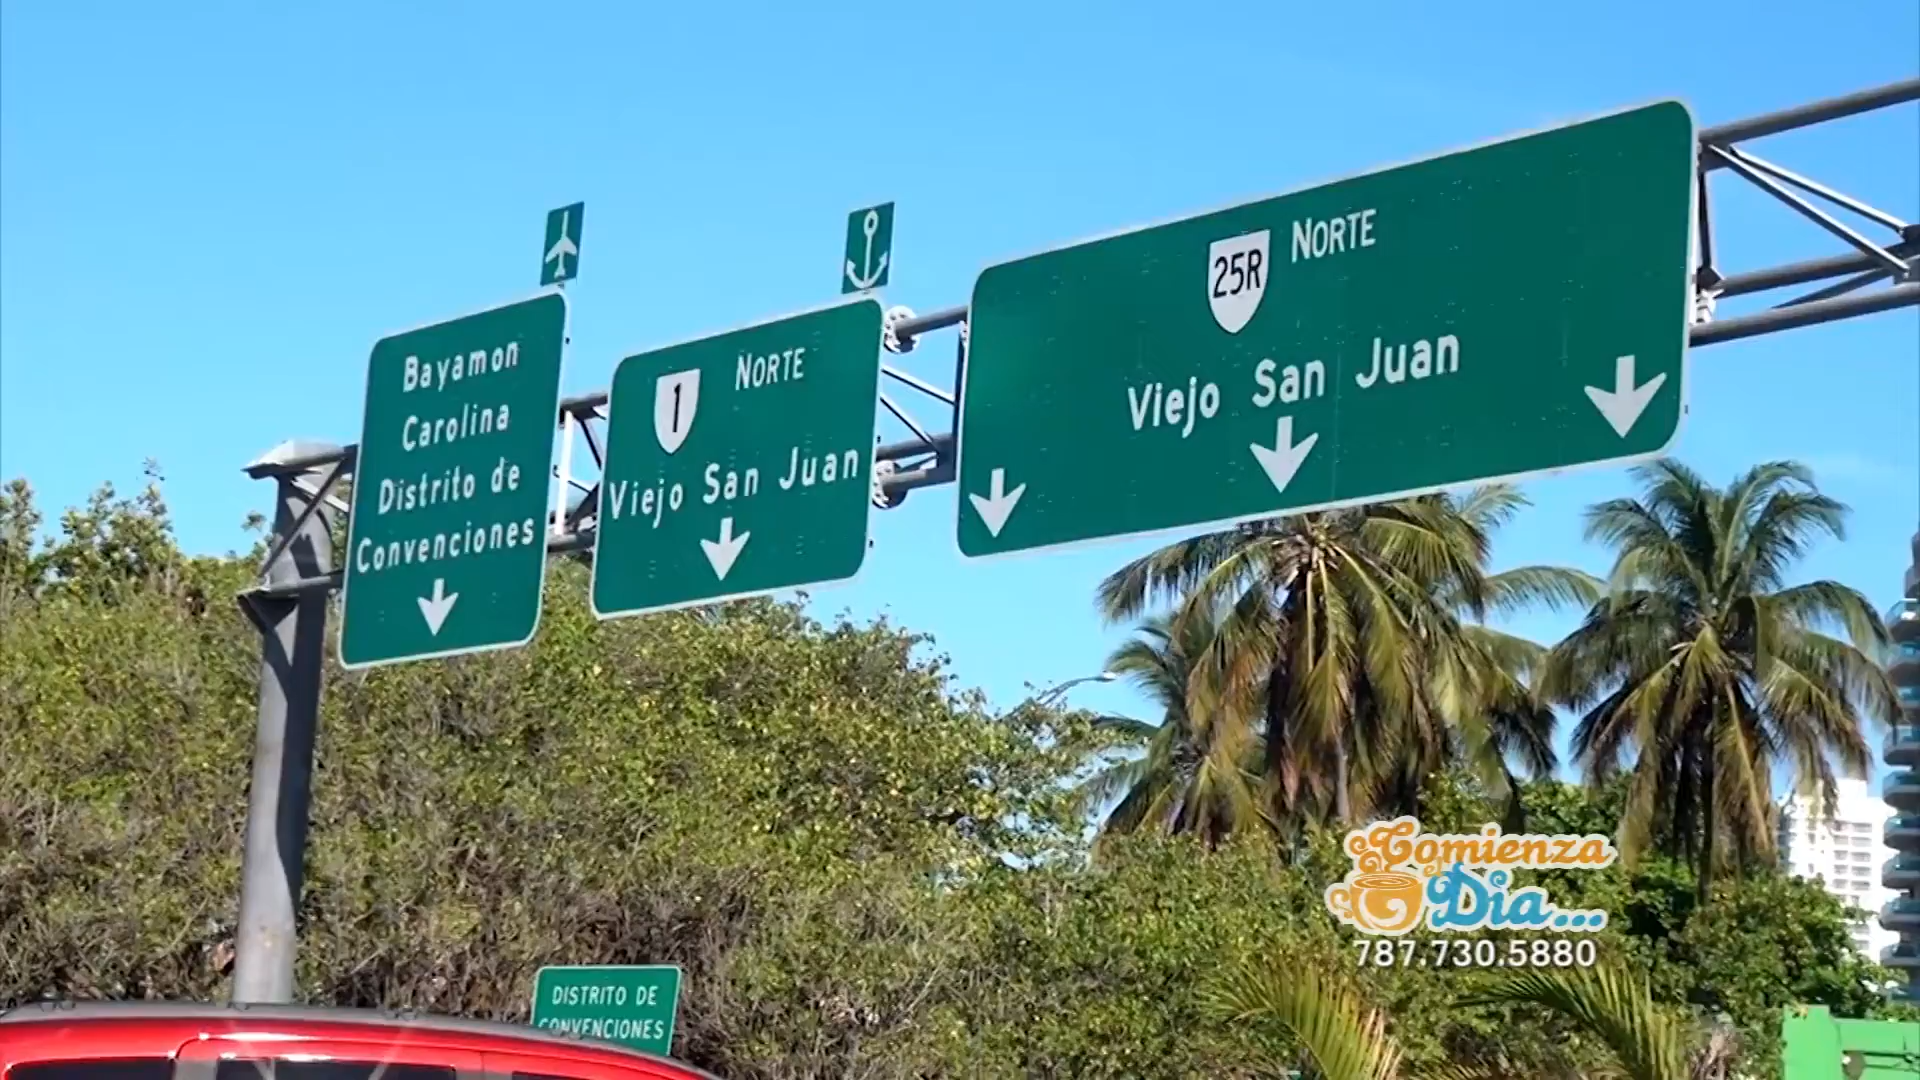 Bayamon
Carolina
Distrito de
Convenciones
1 NORTE
Viejo San Juan
25R NORTE
Viejo San Juan
DISTRITO DE
CONVENCIONES
Comienza
Dia...
787.730.5880